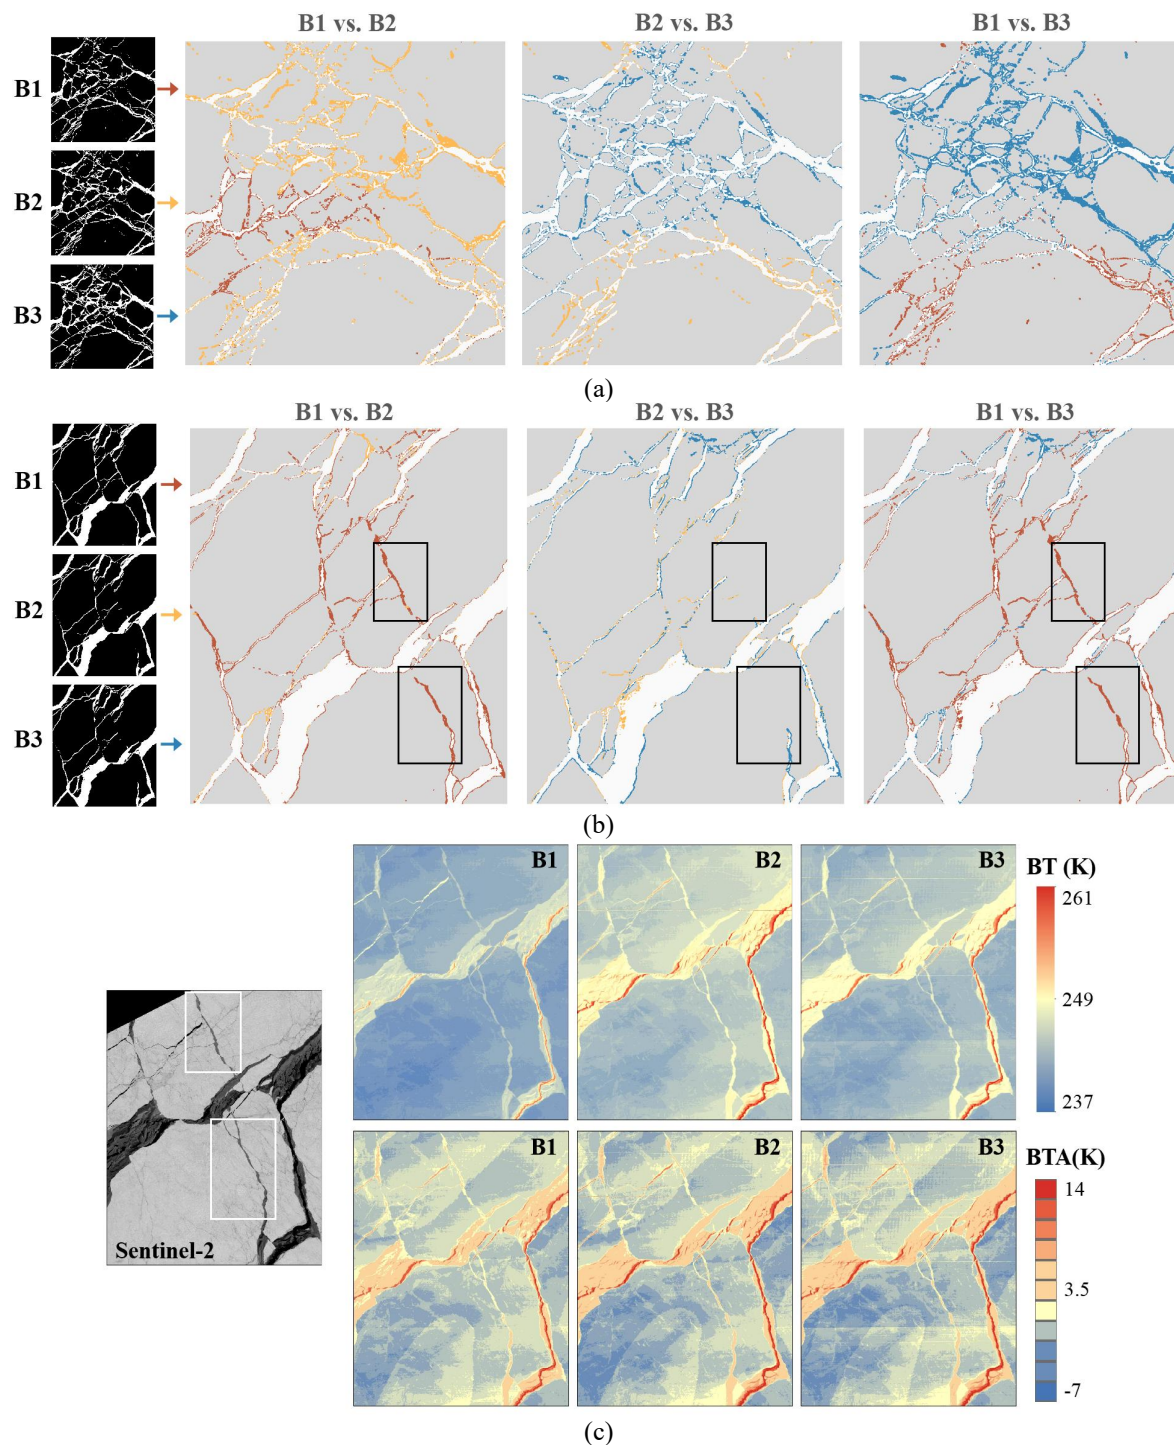 B1 vs. B2
B2 vs. B3
B1 vs. B3
B1
B2
B3
(a)
B1 vs. B2
B2 vs. B3
B1 vs. B3
B1
B2
B3
(b)
B1
B2
B3
BT (K)
261
249
237
Sentinel-2
B1
B2
B3
BTA(K)
14
3.5
-7
(c)